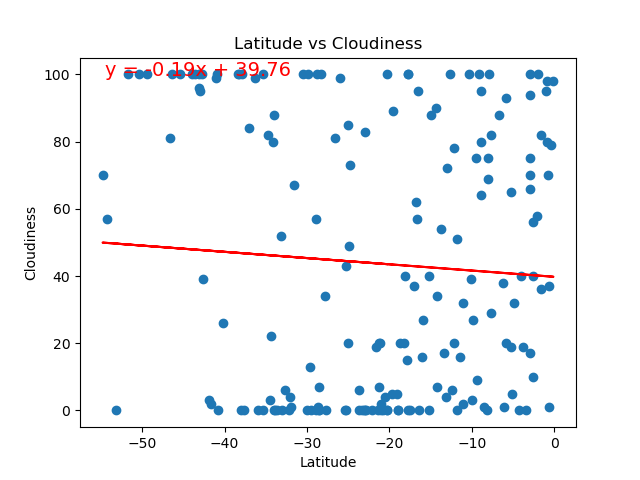 Latitude vs Cloudiness
y = -0.19x + 39.76
100
80
60
40
20
0
Cloudiness
−50 −40 −30 −20 −10 0
Latitude